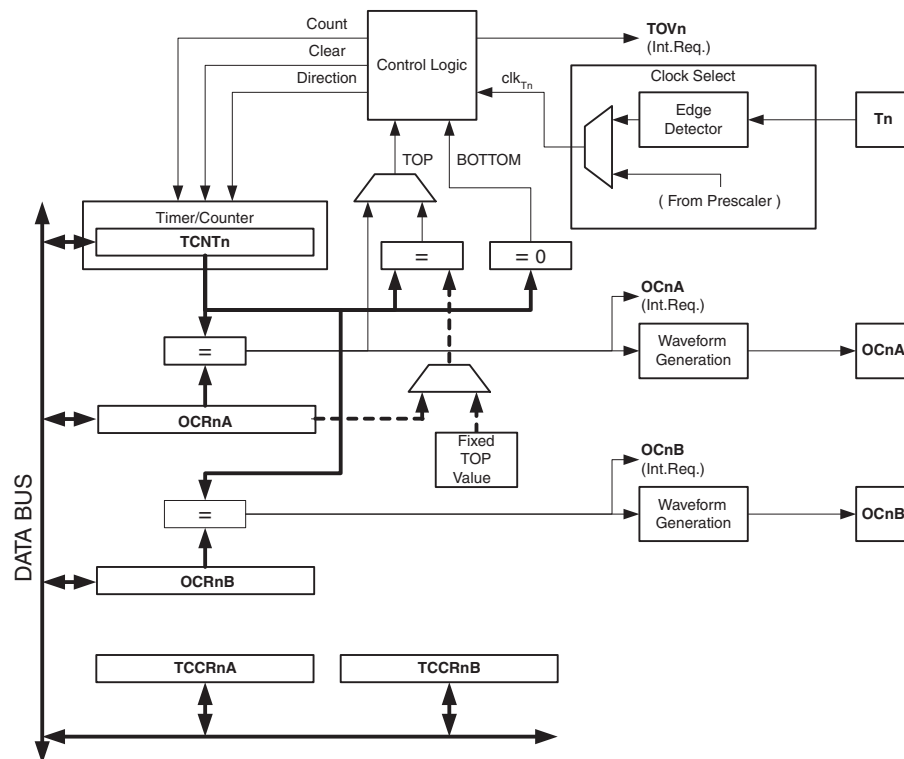 Count
Clear
Direction
Control Logic
TOVn
(Int.Req.)
clkTn
Clock Select
Edge
Detector
Tn
( From Prescaler )
TOP
BOTTOM
Timer/Counter
TCNTn
=
= 0
OCnA
(Int.Req.)
=
Waveform
Generation
OCnA
OCRnA
Fixed
TOP
Value
OCnB
(Int.Req.)
=
Waveform
Generation
OCnB
OCRnB
DATA BUS
TCCRnA
TCCRnB